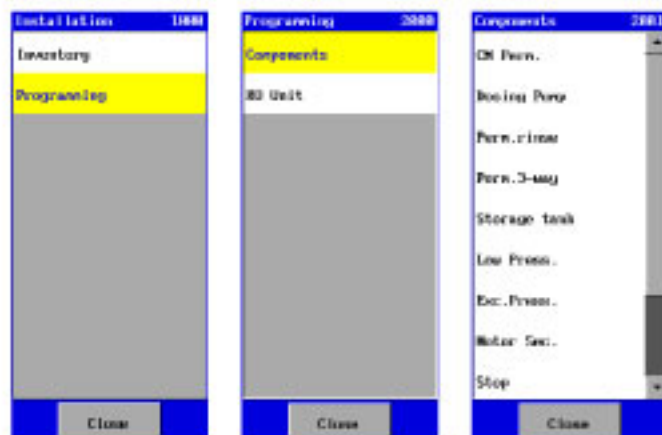 Installation 1000
Inventory
Programming
Close
Programming 2000
Components
RO Unit
Close
Components 2001
CM Perm.
Dosing Pump
Perm.rinse
Perm.3-way
Storage tank
Low Press.
Exc.Press.
Motor Sec.
Stop
Close